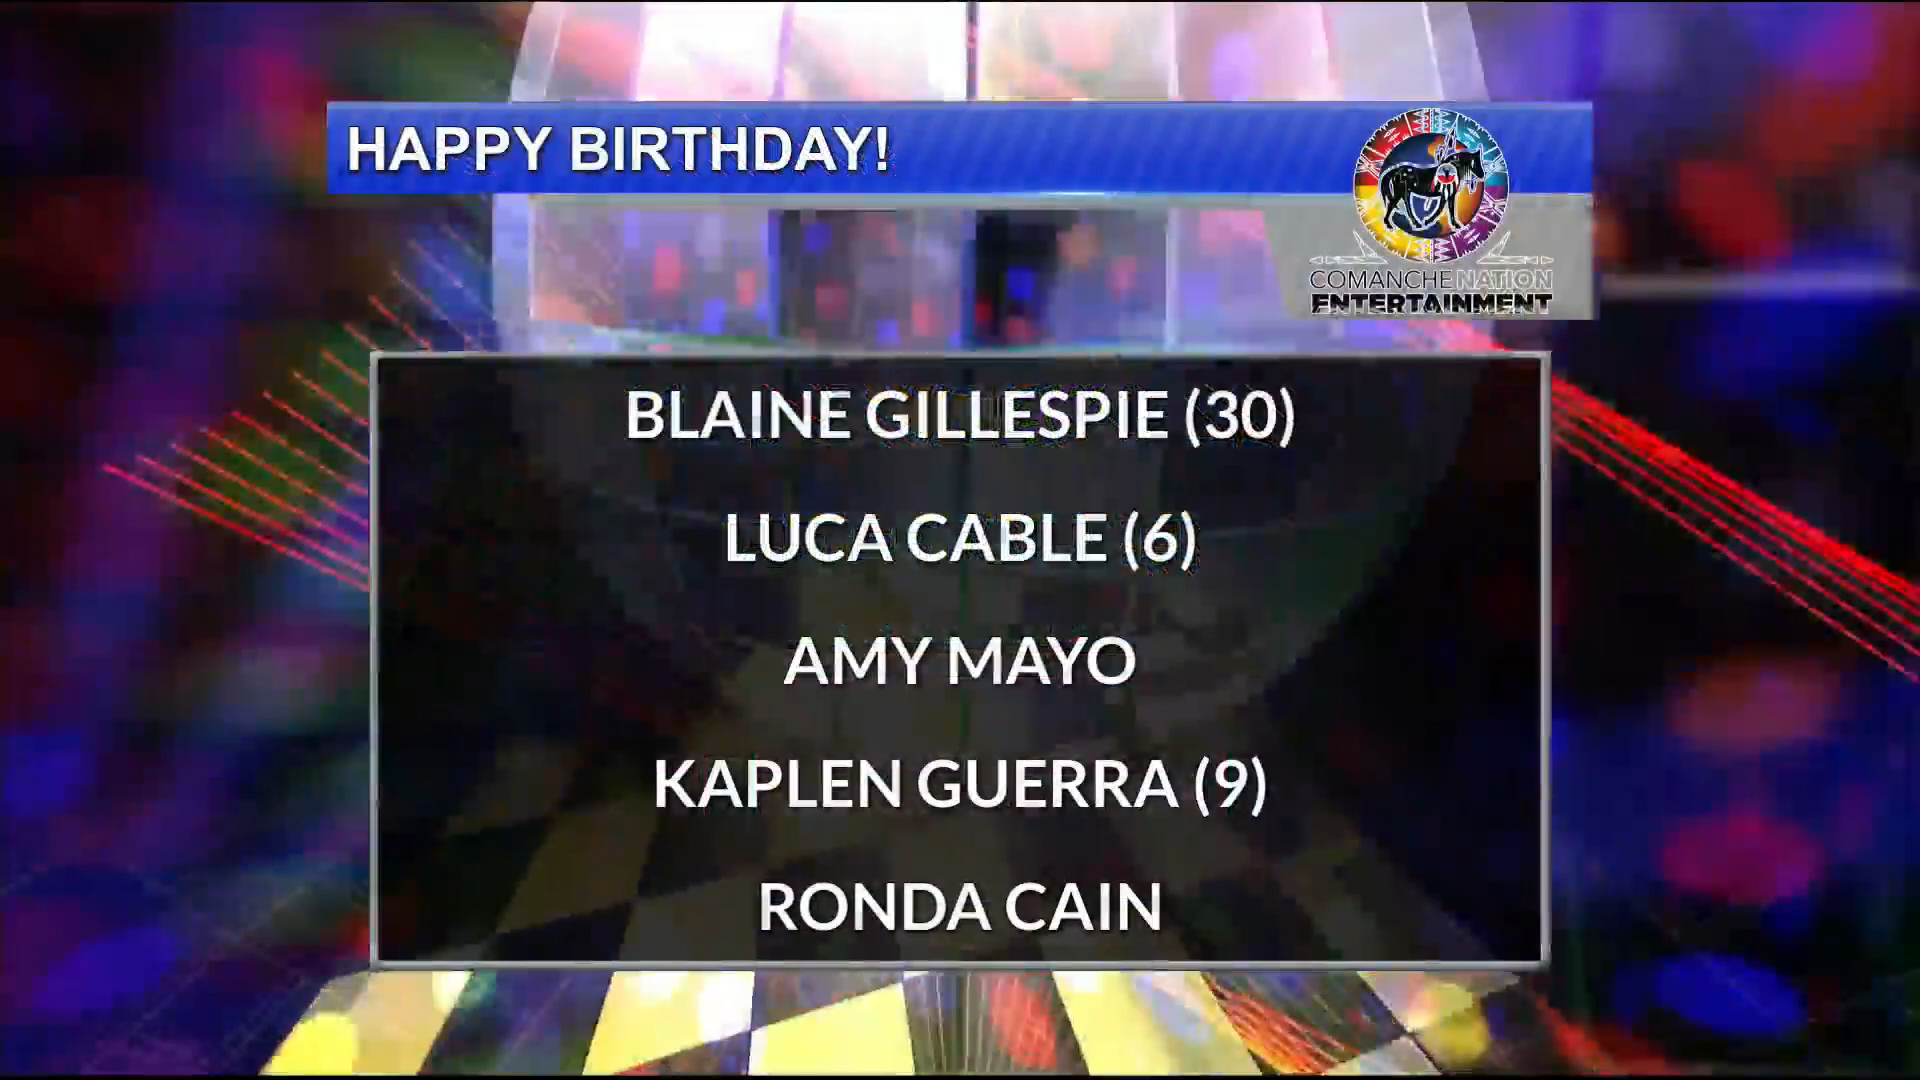 HAPPY BIRTHDAY!
COMANCHE NATION
ENTERTAINMENT
BLAINE GILLESPIE (30)
LUCA CABLE (6)
AMY MAYO
KAPLEN GUERRA (9)
RONDA CAIN